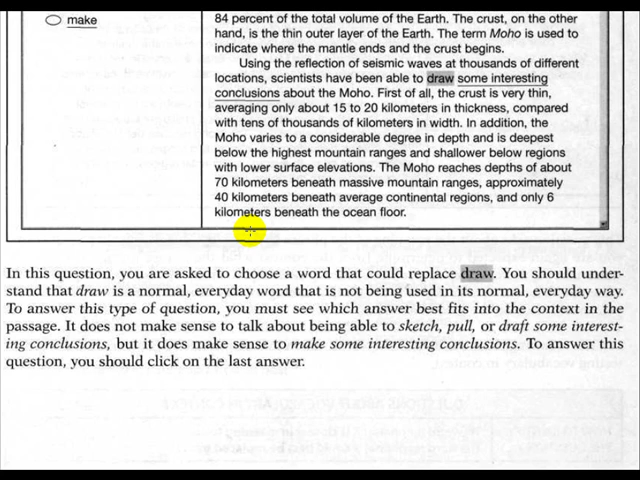 make
84 percent of the total volume of the Earth. The crust, on the other
hand, is the thin outer layer of the Earth. The term Moho is used to
indicate where the mantle ends and the crust begins.
Using the reflection of seismic waves at thousands of different
locations, scientists have been able to draw some interesting
conclusions about the Moho. First of all, the crust is very thin,
averaging only about 15 to 20 kilometers in thickness, compared
with tens of thousands of kilometers in width. In addition, the
Moho varies to a considerable degree in depth and is deepest
below the highest mountain ranges and shallower below regions
with lower surface elevations. The Moho reaches depths of about
70 kilometers beneath massive mountain ranges, approximately
40 kilometers beneath average continental regions, and only 6
kilometers beneath the ocean floor.
In this question, you are asked to choose a word that could replace draw. You should under-
stand that draw is a normal, everyday word that is not being used in its normal, everyday way.
To answer this type of question, you must see which answer best fits into the context in the
passage. It does not make sense to talk about being able to sketch, pull, or draft some interest-
ing conclusions, but it does make sense to make some interesting conclusions. To answer this
question, you should click on the last answer.